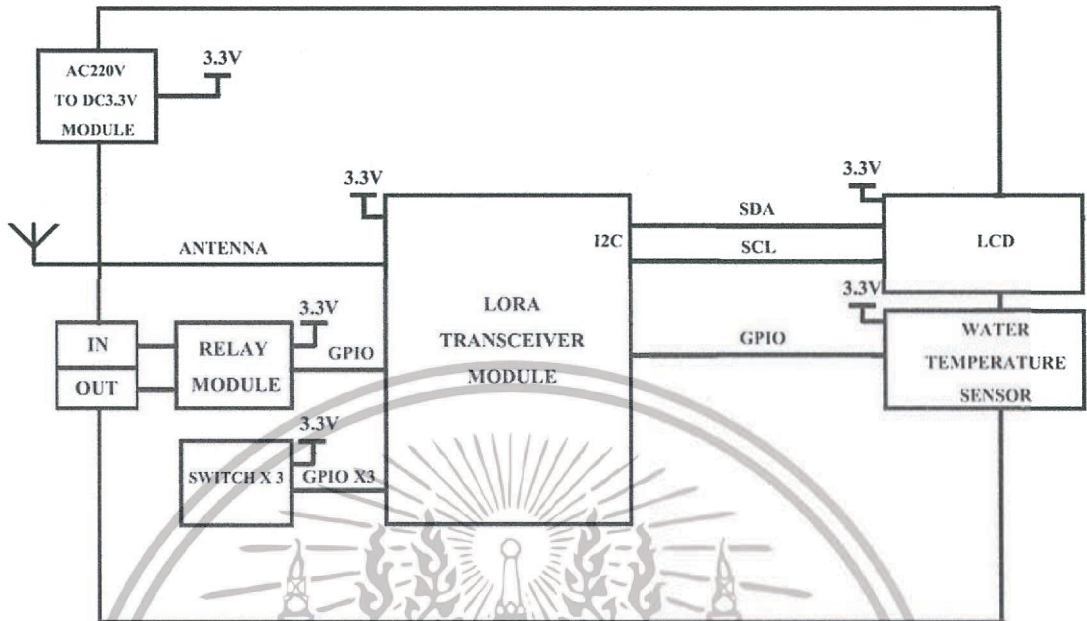 AC220V
TO DC3.3V
MODULE
3.3V
3.3V
ANTENNA
IN
OUT
RELAY
MODULE
3.3V
GPIO
SWITCH X 3
3.3V
GPIO X3
LORA
TRANSCEIVER
MODULE
I2C
SDA
SCL
3.3V
LCD
3.3V
GPIO
WATER
TEMPERATURE
SENSOR